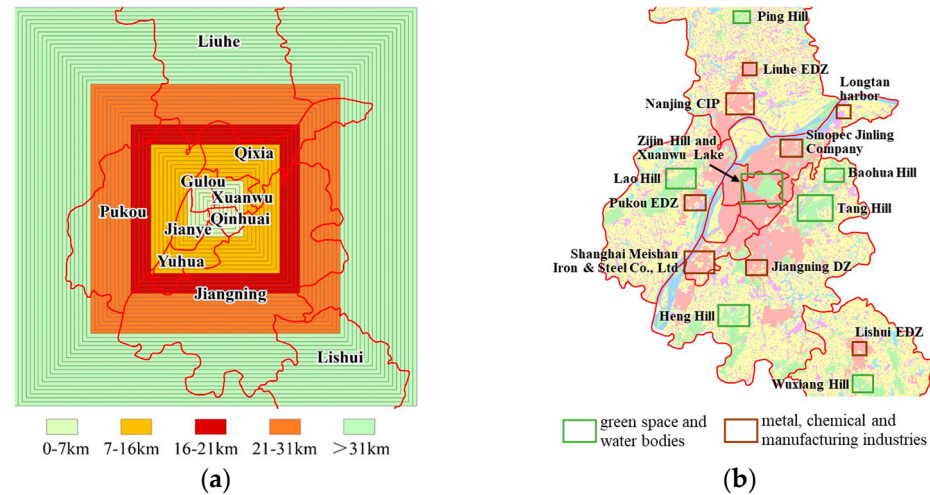 Liuhe
Qixia
Gulou
Xuanwu
Pukou
Qinhuai
Jianye
Yuhua
Jiangning
Lishui
0-7km
7-16km
16-21km
21-31km
>31km
(a)
Ping Hill
Liuhe EDZ
Longtan
harbor
Nanjing CIP
Zijin Hill and
Xuanwu Lake
Sinopec Jinling
Company
Lao Hill
Baohua Hill
Pukou EDZ
Tang Hill
Shanghai Meishan
Iron & Steel Co., Ltd
Jiangning DZ
Heng Hill
Lishui EDZ
Wuxiang Hill
green space and
water bodies
metal, chemical and
manufacturing industries
(b)